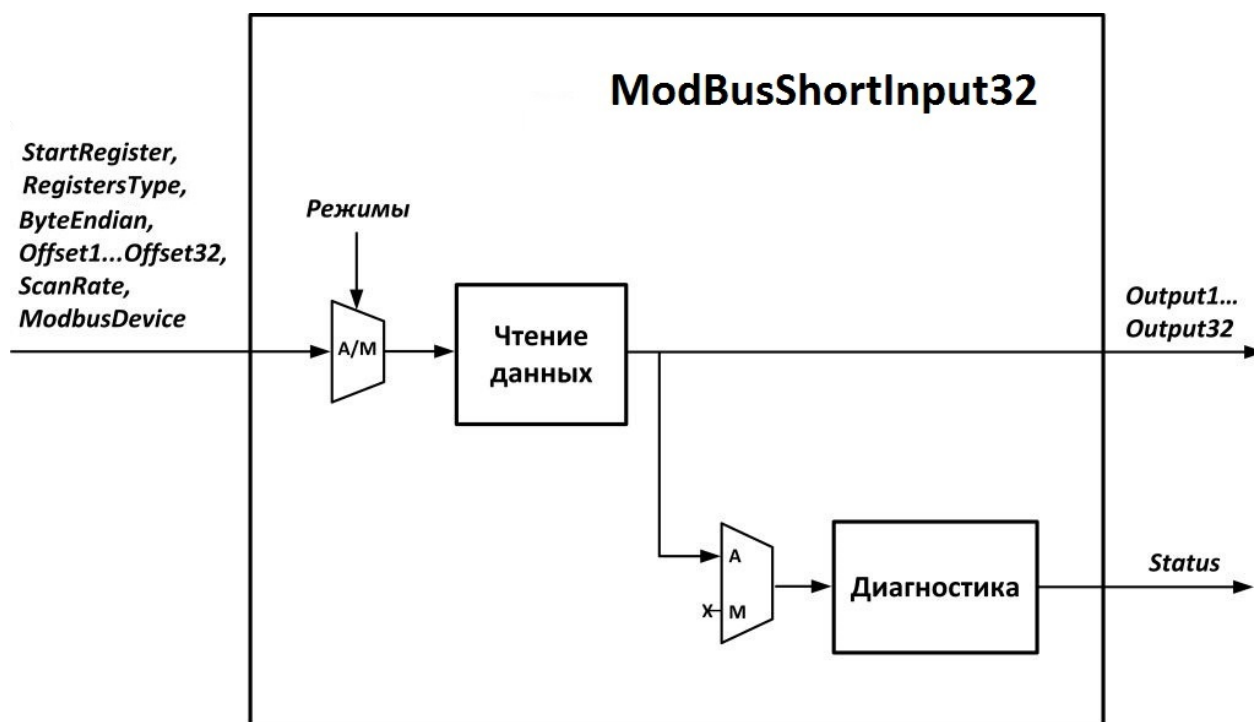 ModBusShortInput32
StartRegister,
RegistersType,
ByteEndian,
Offset1...Offset32,
ScanRate,
ModbusDevice
Режимы
A/M
Чтение
данных
Output1...
Output32
A
X
M
Диагностика
Status